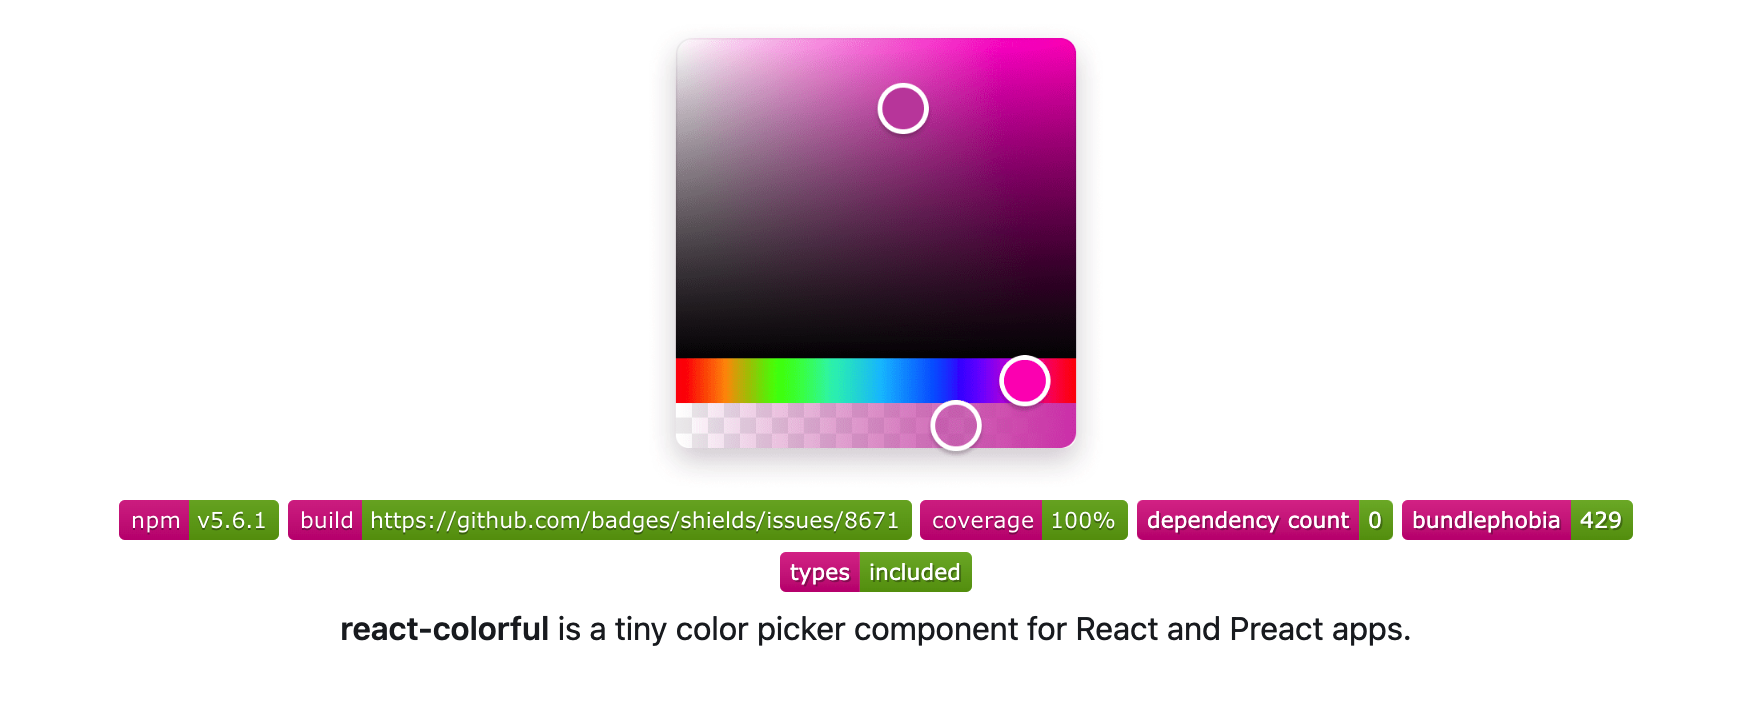 npm v5.6.1 build https://github.com/badges/shields/issues/8671 coverage 100% dependency count 0 bundlephobia 429
types included
react-colorful is a tiny color picker component for React and Preact apps.